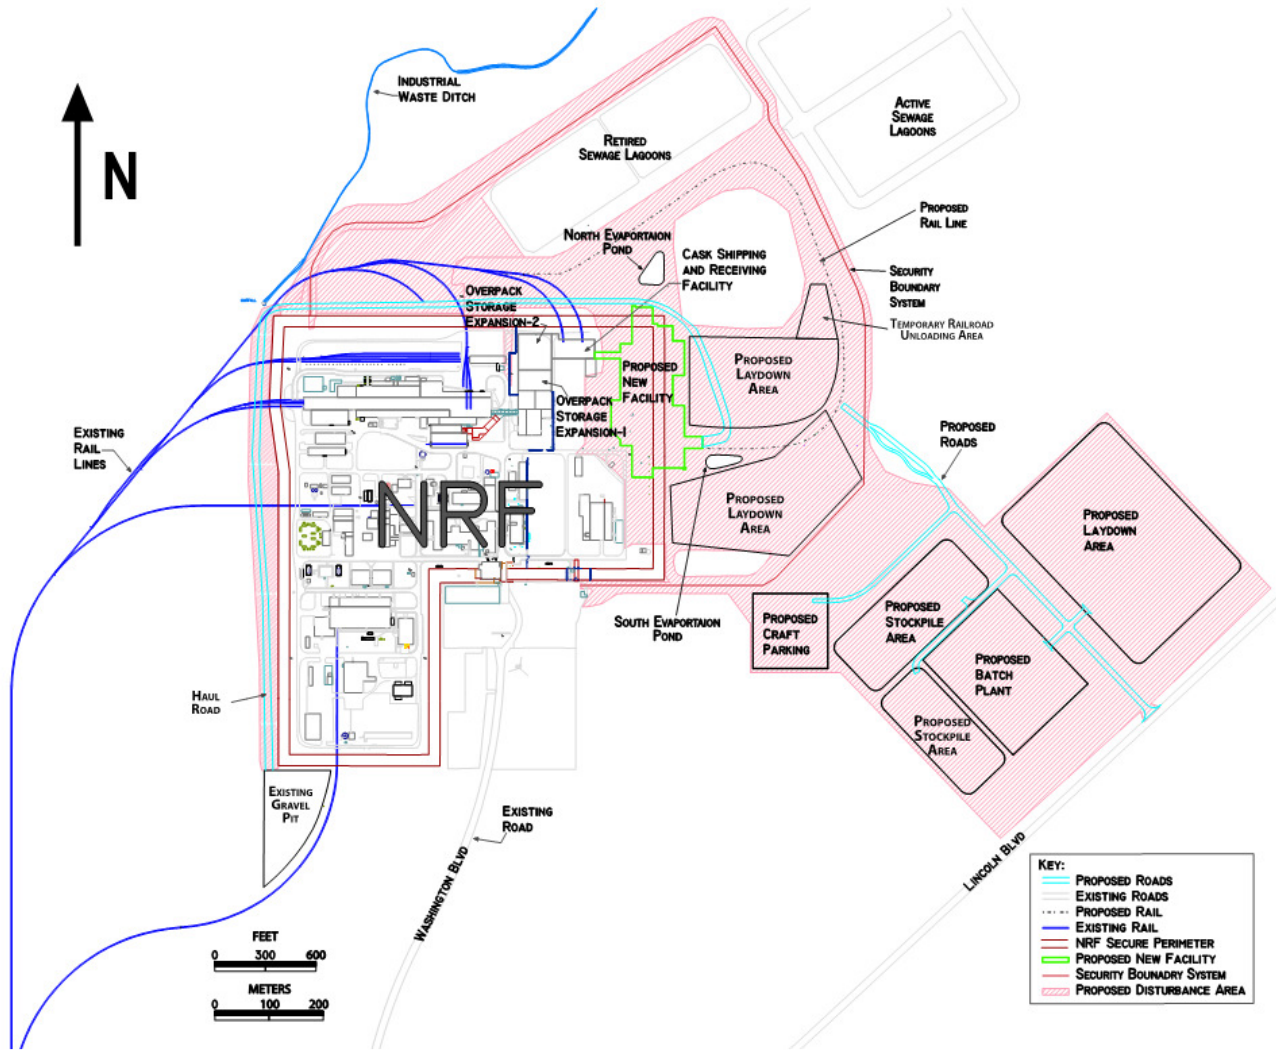 INDUSTRIAL
WASTE DITCH
ACTIVE
SEWAGE
LAGOONS
RETIRED
SEWAGE LAGOONS
N
PROPOSED
RAIL LINE
NORTH EVAPORTAION
POND
CASK SHIPPING
AND RECEIVING
FACILITY
SECURITY
BOUNDARY
SYSTEM
OVERPACK
STORAGE
EXPANSION-2
TEMPORARY RAILROAD
UNLOADING AREA
PROPOSED
LAYDOWN
AREA
PROPOSED
NEW
FACILITY
OVERPACK
STORAGE
EXPANSION-1
EXISTING
RAIL
LINES
PROPOSED
ROADS
NRF
PROPOSED
LAYDOWN
AREA
PROPOSED
LAYDOWN
AREA
SOUTH EVAPORTAION
POND
PROPOSED
CRAFT
PARKING
PROPOSED
STOCKPILE
AREA
PROPOSED
BATCH
PLANT
HAUL
ROAD
PROPOSED
STOCKPILE
AREA
EXISTING
GRAVEL
PIT
EXISTING
ROAD
WASHINGTON BLVD
LINCOLN BLVD
FEET
0 300 600
METERS
0 100 200
KEY:
PROPOSED ROADS
EXISTING ROADS
PROPOSED RAIL
EXISTING RAIL
NRF SECURE PERIMETER
PROPOSED NEW FACILITY
SECURITY BOUNADRY SYSTEM
PROPOSED DISTURBANCE AREA